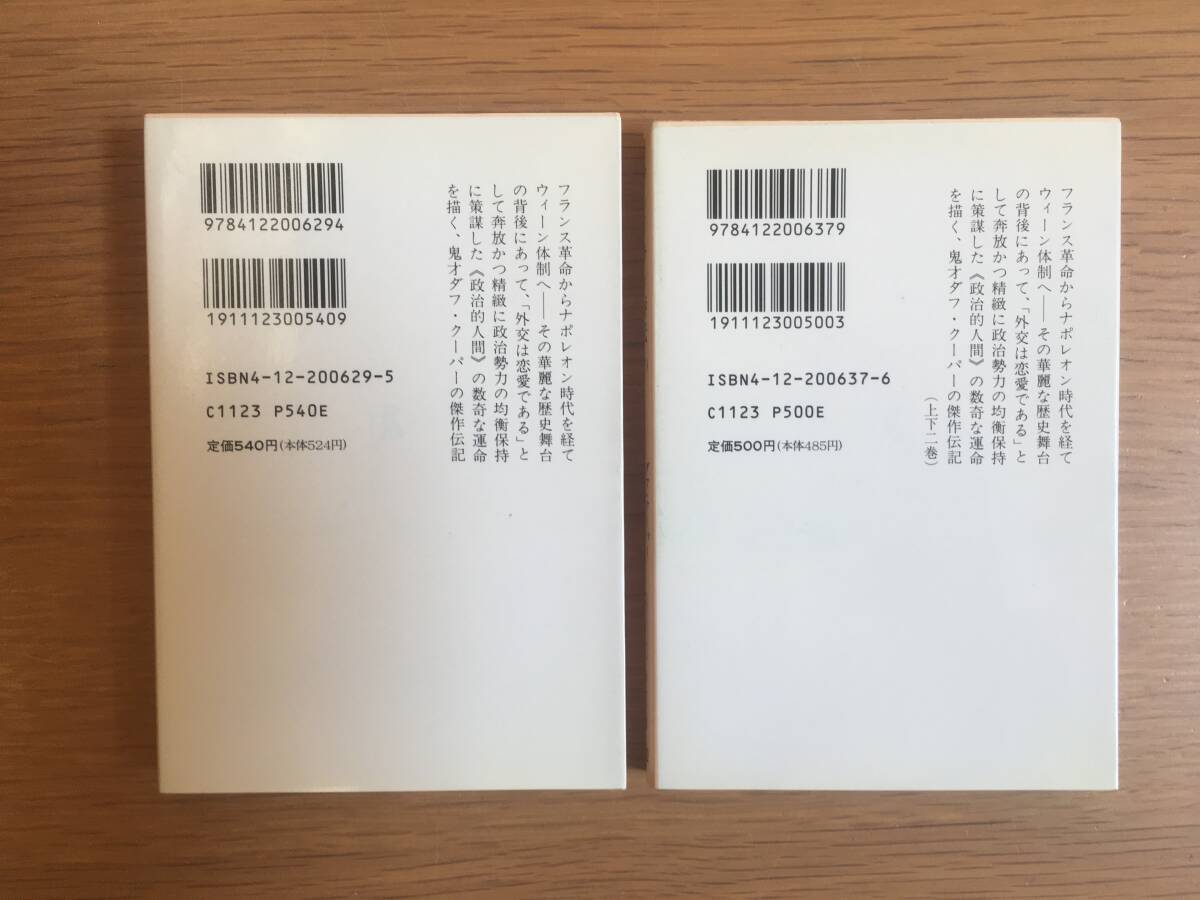 9784122006294
1911123005409
ISBN4-12-200629-5
C1123 P540E
定価540円(本体524円)
フランス革命からナポレオン時代を経て
ウィーン体制へ――その華麗な歴史舞台
の背後にあって、「外交は恋愛である」と
して奔放かつ精緻に政治勢力の均衡保持
に策謀した《政治的人間》の数奇な運命
を描く、鬼才ダフ・クーパーの傑作伝記
9784122006379
1911123005003
ISBN4-12-200637-6
C1123 P500E
定価500円(本体485円)
フランス革命からナポレオン時代を経て
ウィーン体制へ――その華麗な歴史舞台
の背後にあって、「外交は恋愛である」と
して奔放かつ精緻に政治勢力の均衡保持
に策謀した《政治的人間》の数奇な運命
を描く、鬼才ダフ・クーパーの傑作伝記
(上下二巻)